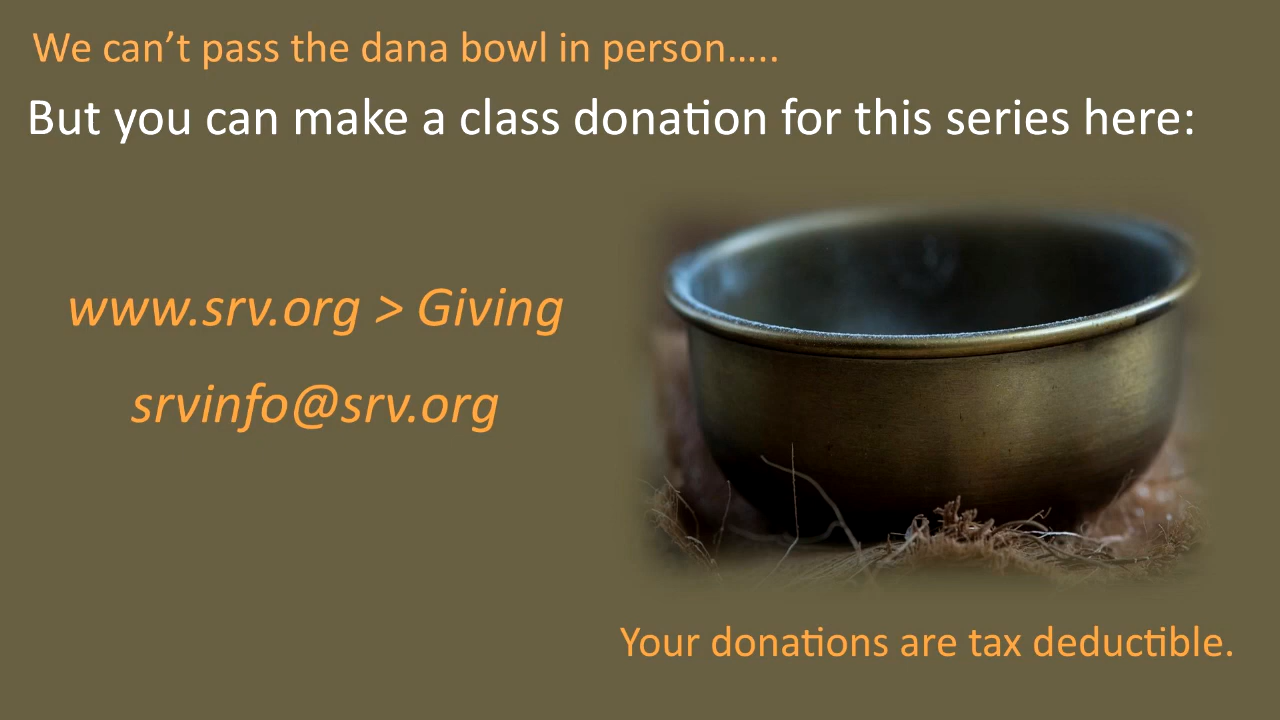 We can’t pass the dana bowl in person…..
But you can make a class donation for this series here:
www.srv.org > Giving
srvinfo@srv.org
Your donations are tax deductible.